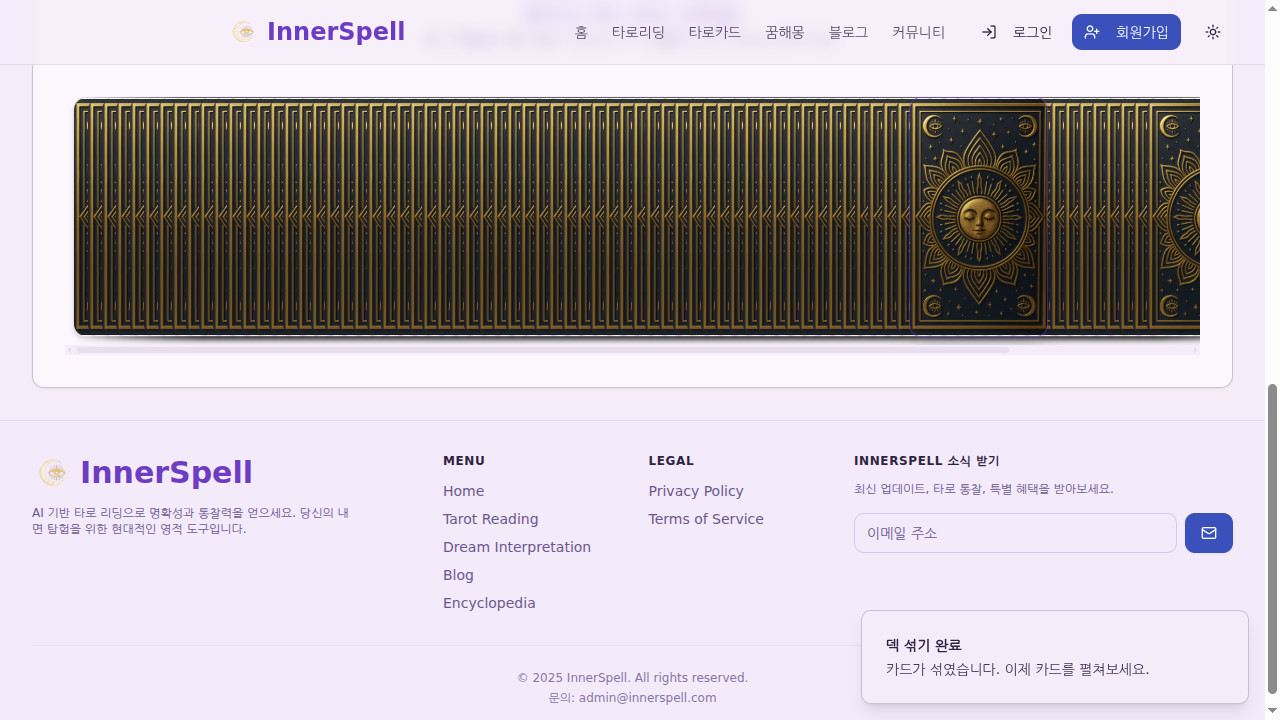 InnerSpell
홈
타로리딩
타로카드
꿈해몽
블로그
커뮤니티
로그인
회원가입
InnerSpell
AI 기반 타로 리딩으로 명확성과 통찰력을 얻으세요. 당신의 내
면 탐험을 위한 현대적인 영적 도구입니다.
MENU
Home
Tarot Reading
Dream Interpretation
Blog
Encyclopedia
LEGAL
Privacy Policy
Terms of Service
INNERSPELL 소식 받기
최신 업데이트, 타로 통찰, 특별 혜택을 받아보세요.
이메일 주소
덱 섞기 완료
카드가 섞였습니다. 이제 카드를 펼쳐보세요.
© 2025 InnerSpell. All rights reserved.
문의: admin@innerspell.com